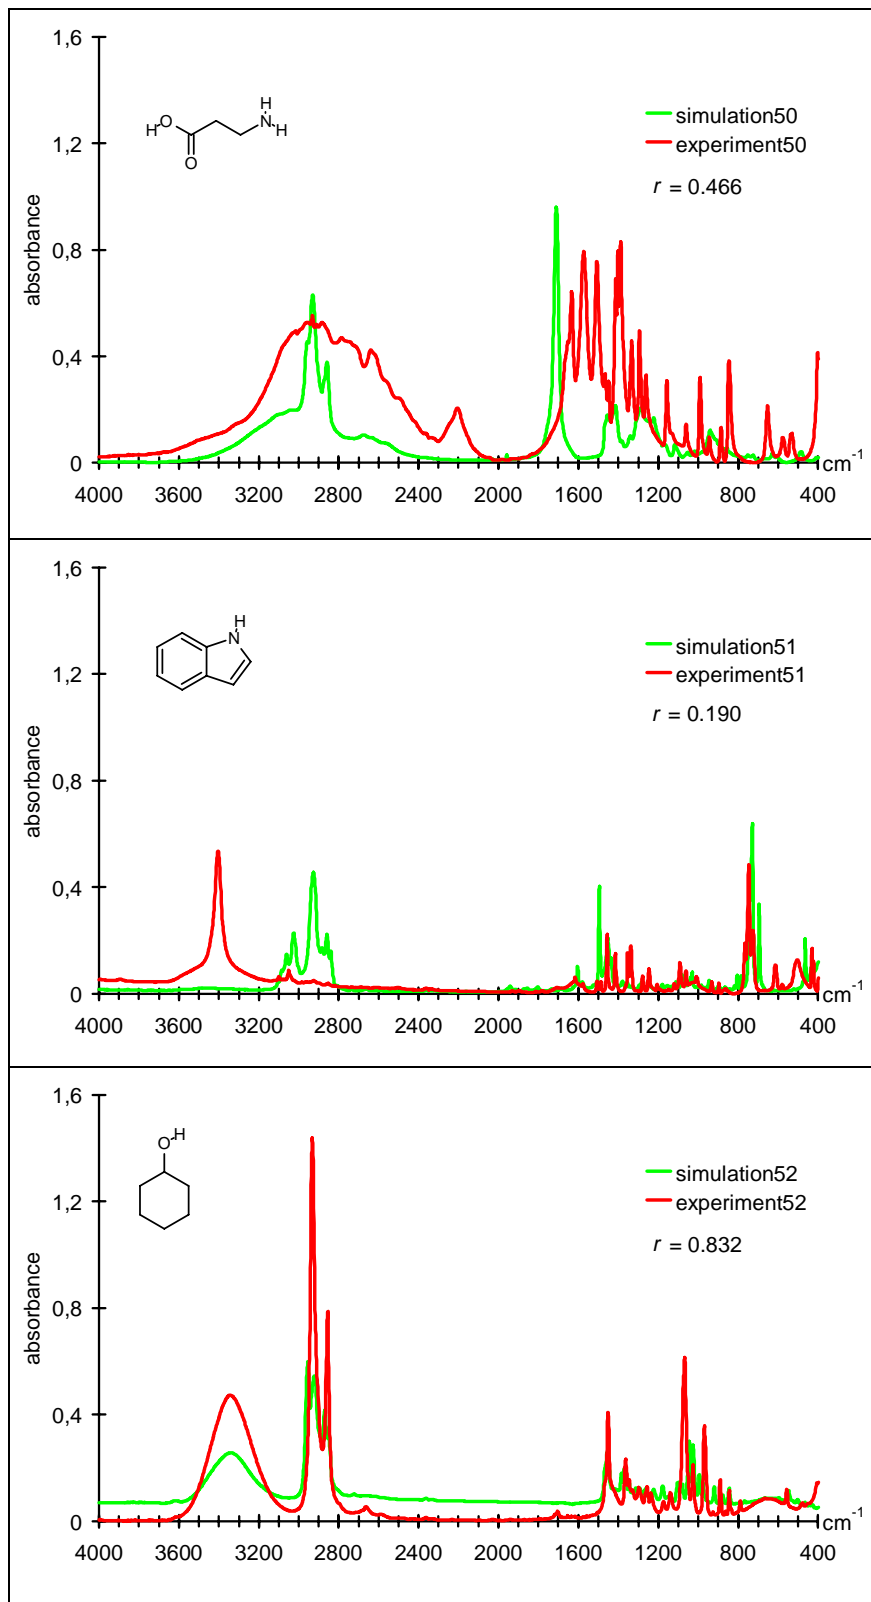 1,6
1,2
0,8
0,4
0
absorbance
H
HO
N
H
O
simulation50
experiment50
r = 0.466
4000 3600 3200 2800 2400 2000 1600 1200 800 400
cm-1
1,6
1,2
0,8
0,4
0
absorbance
H
N
simulation51
experiment51
r = 0.190
4000 3600 3200 2800 2400 2000 1600 1200 800 400
cm-1
1,6
1,2
0,8
0,4
0
absorbance
O H
simulation52
experiment52
r = 0.832
4000 3600 3200 2800 2400 2000 1600 1200 800 400
cm-1